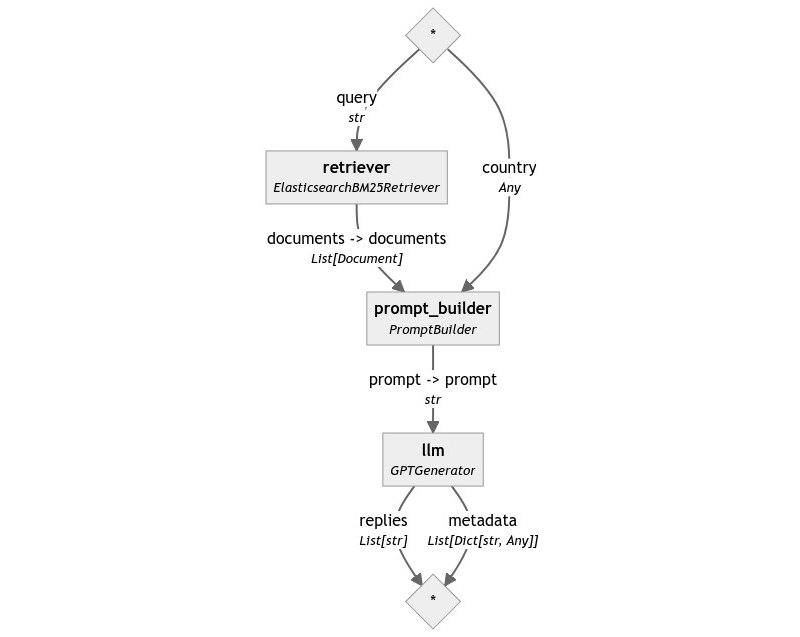 *
query
str
retriever
ElasticsearchBM25Retriever
country
Any
documents -> documents
List[Document]
prompt_builder
PromptBuilder
prompt -> prompt
str
llm
GPTGenerator
replies
List[str]
metadata
List[Dict[str, Any]]
*